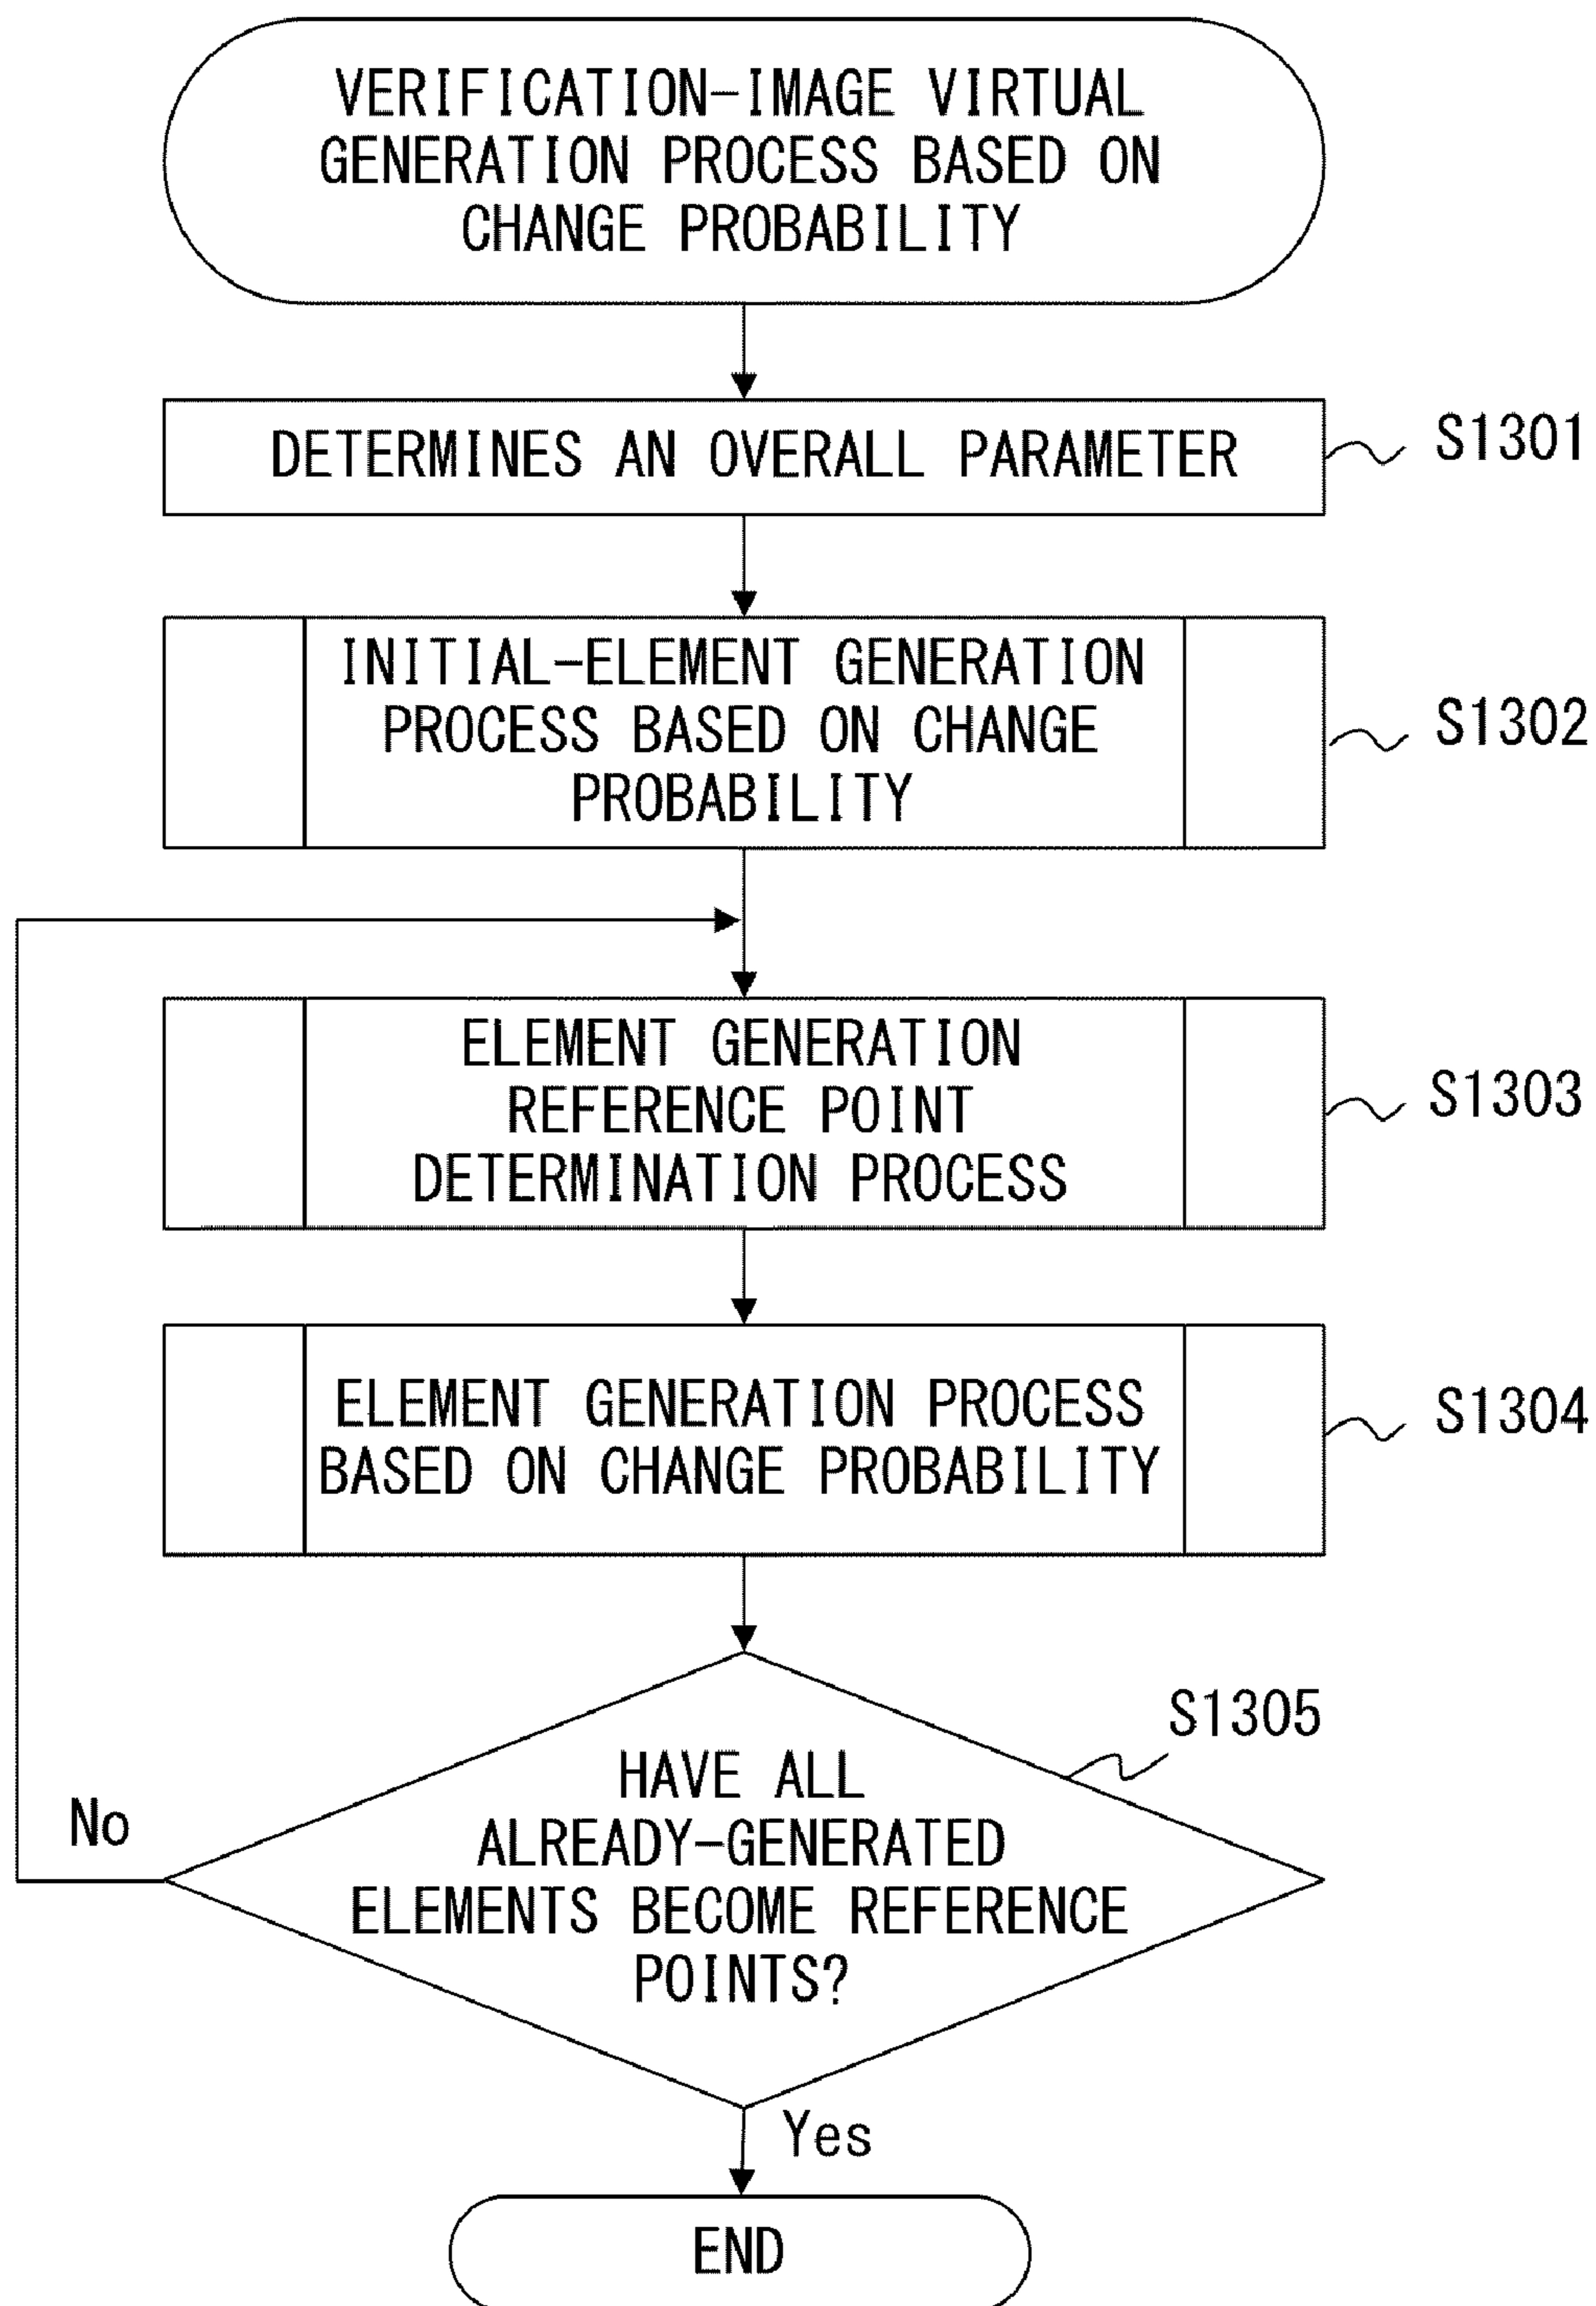 VERIFICATION-IMAGE VIRTUAL
GENERATION PROCESS BASED ON
CHANGE PROBABILITY
DETERMINES AN OVERALL PARAMETER
S1301
INITIAL-ELEMENT GENERATION
PROCESS BASED ON CHANGE
PROBABILITY
S1302
ELEMENT GENERATION
REFERENCE POINT
DETERMINATION PROCESS
S1303
ELEMENT GENERATION PROCESS
BASED ON CHANGE PROBABILITY
S1304
S1305
HAVE ALL
ALREADY-GENERATED
ELEMENTS BECOME REFERENCE
POINTS?
No
Yes
END